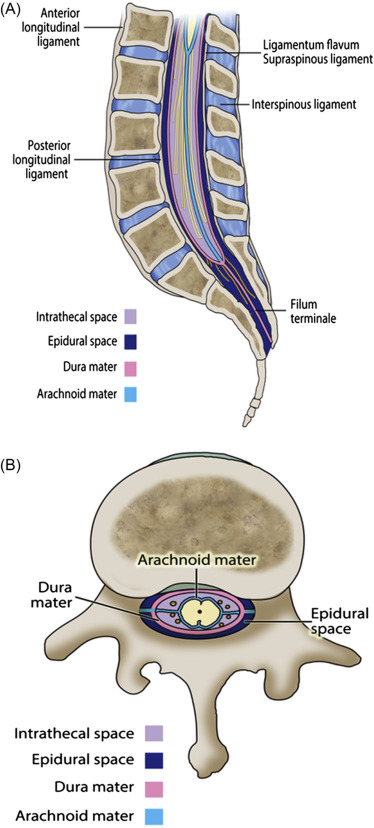 (A)
Anterior
longitudinal
ligament
Ligamentum flavum
Supraspinous ligament
Interspinous ligament
Posterior
longitudinal
ligament
Filum
terminale
Intrathecal space
Epidural space
Dura mater
Arachnoid mater
(B)
Arachnoid mater
Dura
mater
Epidural
space
Intrathecal space
Epidural space
Dura mater
Arachnoid mater